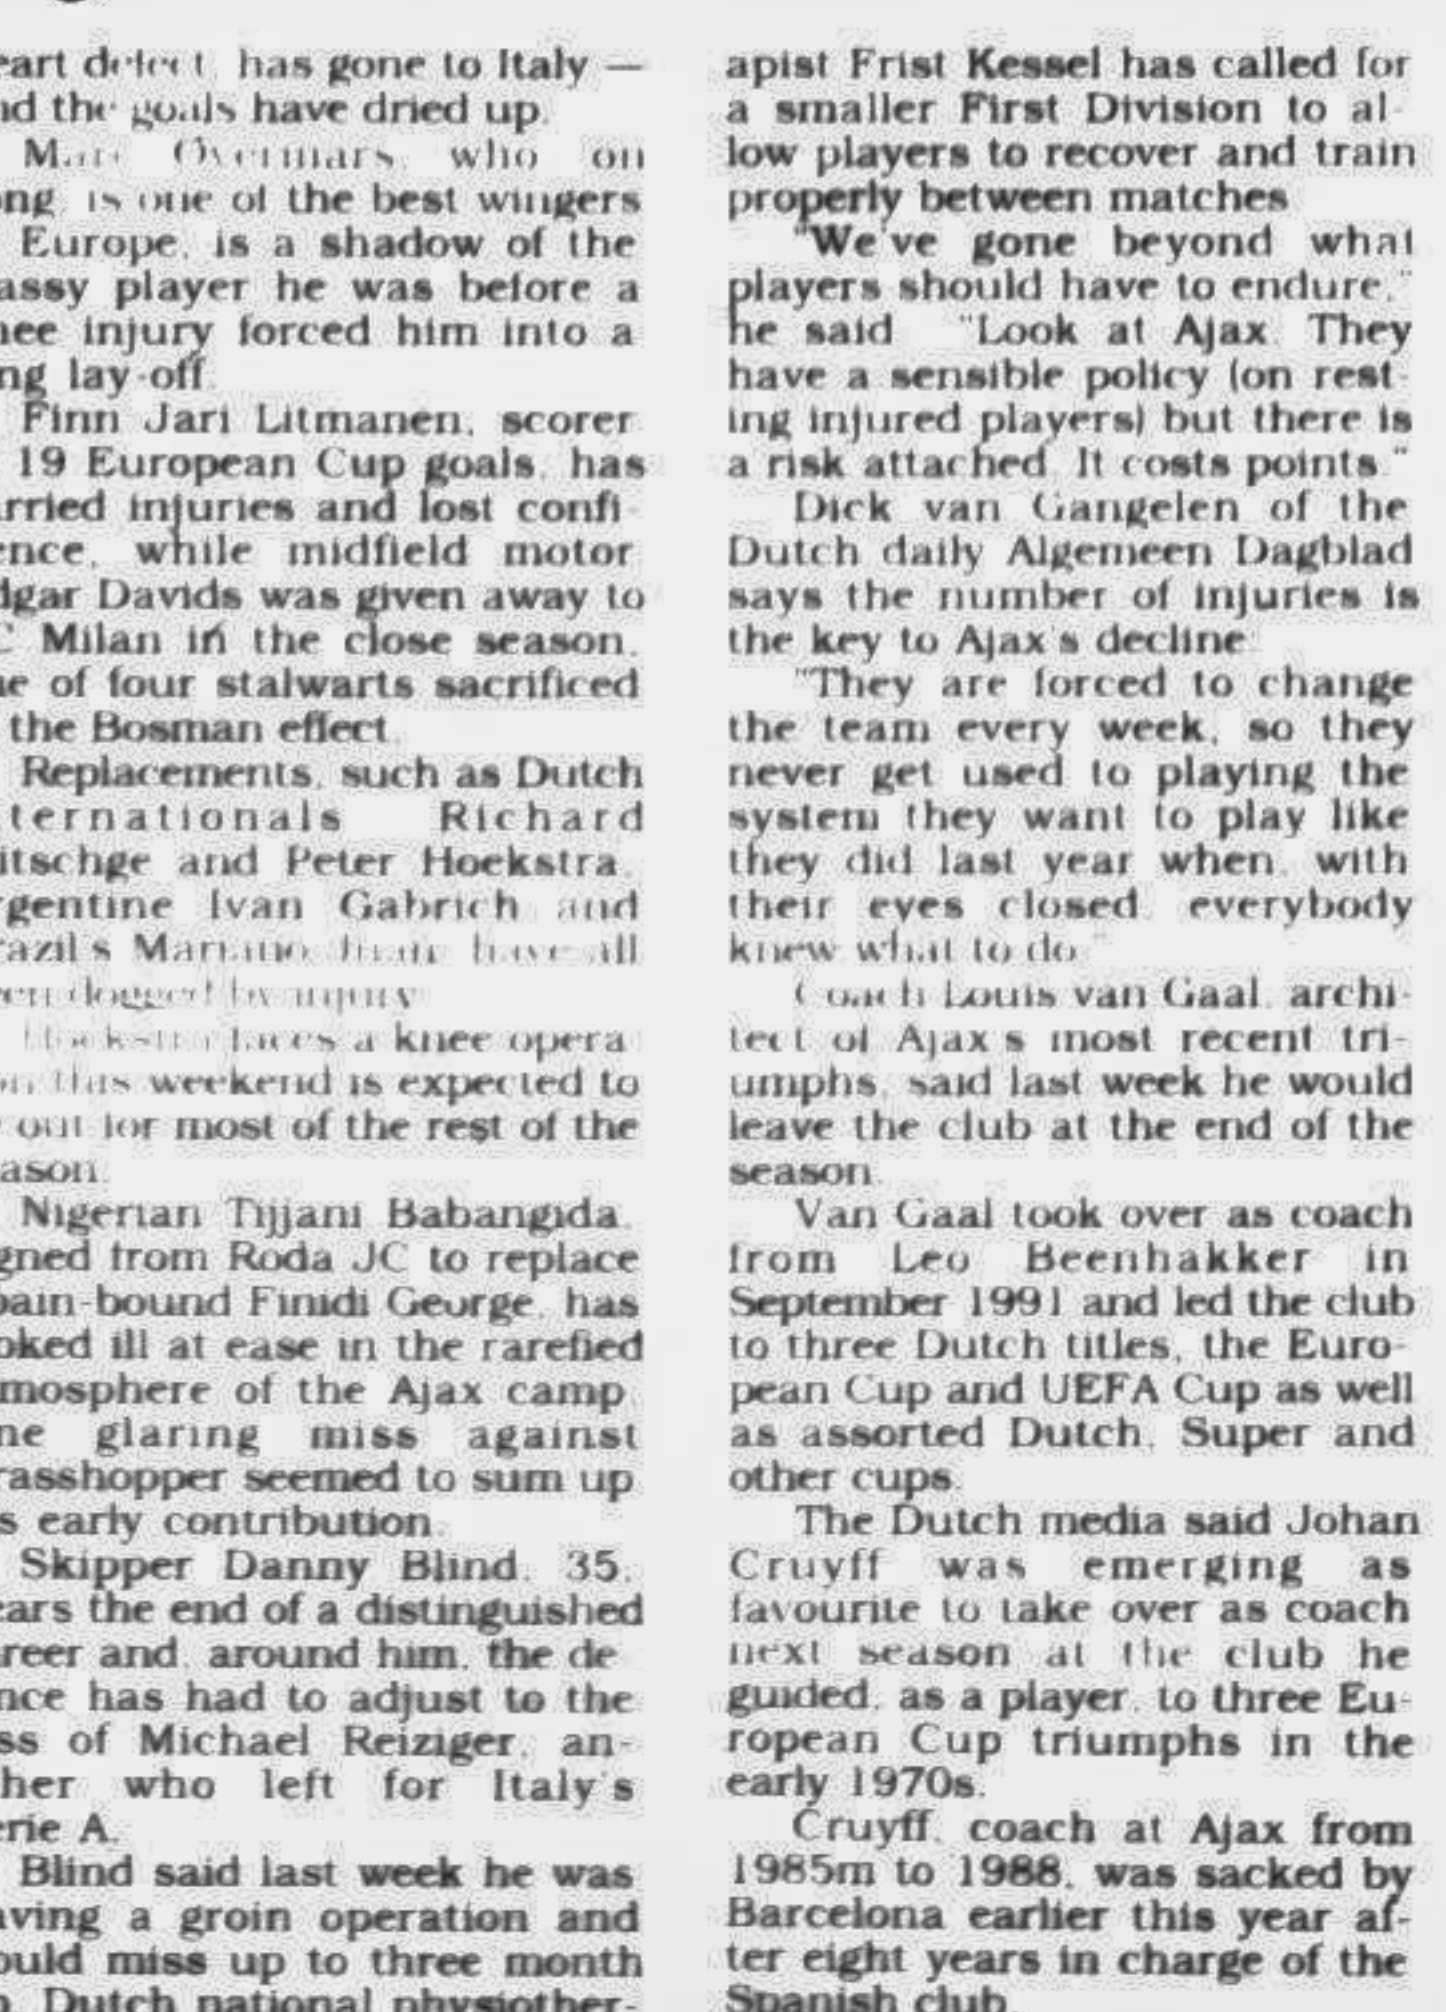 eart defect, has gone to Italy —
nd the goals have dried up.
Marc Overmars, who on
ong, is one of the best wingers
Europe, is a shadow of the
assy player he was before a
nee injury forced him into a
ng lay-off.
Finn Jari Litmanen, scorer
19 European Cup goals, has
rried injuries and lost confi-
ence, while midfield motor
dgar Davids was given away to
C Milan in the close season,
ne of four stalwarts sacrificed
the Bosman effect.
Replacements, such as Dutch
ternationals Richard
itschge and Peter Hoekstra,
rgentine Ivan Gabrich and
razil's Mariano Juan have all
en dogged by injury
Hoekstra faces a knee opera
on this weekend is expected to
out for most of the rest of the
ason.
Nigerian Tijjani Babangida,
gned from Roda JC to replace
pain-bound Finidi George, has
oked ill at ease in the rarefied
mosphere of the Ajax camp.
ne glaring miss against
rasshopper seemed to sum up
s early contribution.
Skipper Danny Blind, 35,
ears the end of a distinguished
reer and, around him, the de
nce has had to adjust to the
ss of Michael Reiziger, an-
her who left for Italy's
erie A.
Blind said last week he was
aving a groin operation and
ould miss up to three month
Dutch national physiother-
apist Frist Kessel has called for
a smaller First Division to al-
low players to recover and train
properly between matches
"We've gone beyond what
players should have to endure,"
he said "Look at Ajax. They
have a sensible policy (on rest-
ing injured players) but there is
a risk attached. It costs points."
Dick van Gangelen of the
Dutch daily Algemeen Dagblad
says the number of injuries is
the key to Ajax's decline.
"They are forced to change
the team every week, so they
never get used to playing the
system they want to play like
they did last year when, with
their eyes closed, everybody
knew what to do."
Coach Louis van Gaal, archi-
tect of Ajax's most recent tri-
umphs, said last week he would
leave the club at the end of the
season.
Van Gaal took over as coach
from Leo Beenhakker in
September 1991 and led the club
to three Dutch titles, the Euro-
pean Cup and UEFA Cup as well
as assorted Dutch, Super and
other cups.
The Dutch media said Johan
Cruyff was emerging as
favourite to take over as coach
next season at the club he
guided, as a player, to three Eu-
ropean Cup triumphs in the
early 1970s.
Cruyff, coach at Ajax from
1985m to 1988, was sacked by
Barcelona earlier this year af-
ter eight years in charge of the
Spanish club.